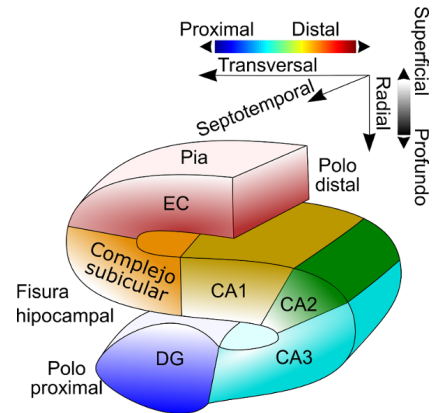 Proximal Distal
Transversal
Septotemporal
Radial
Superficial
Profundo
Pia
Polo
distal
EC
Complejo
subicular
CA1
CA2
Fisura
hipocampal
DG
CA3
Polo
proximal